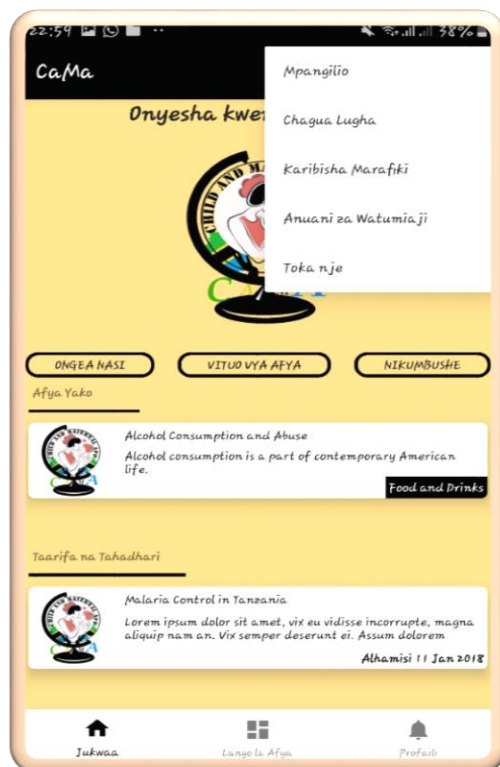 22:59
38%
CaMa
Mpangilio
Chagua Lugha
Karibisha Marafiki
Anuani za Watumiaji
Toka nje
Onyesha
CHILD AND
ONGEA NASI
VITUO VYA AFYA
NIKUMBUSHE
Afya Yako
Alcohol Consumption and Abuse
Alcohol consumption is a part of contemporary American
life.
Food and Drinks
Taarifa na Tahadhari
Malaria Control in Tanzania
Lorem ipsum dolor sit amet, vix eu vidisse incorrupte, magna
aliquip nam an. Vix semper deserunt ei. Assum dolorem
Alhamisi 11 Jan 2018
Jukwaa
Lango la Afya
Profaili